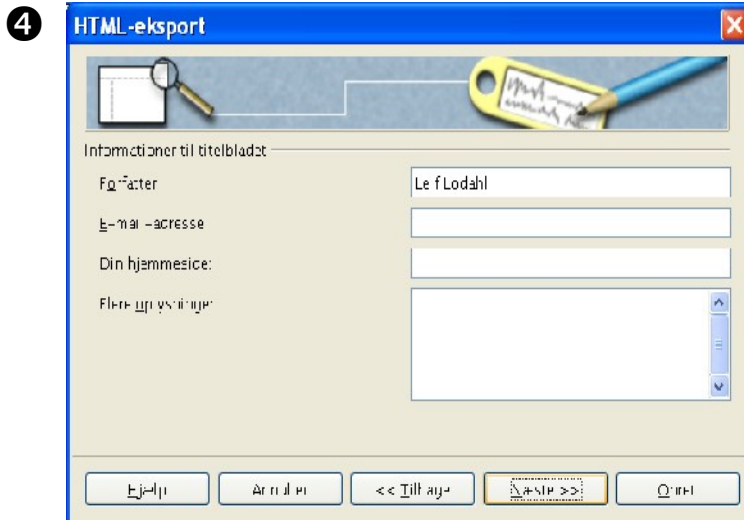 4
HTML-eksport
Informationer til titelbladet
Forfatter Leif Lodahl
E-mail-adresse
Din hjemmeside:
Flere oplysninger
Hjælp Annuller << Tilbage Næste >> Opret